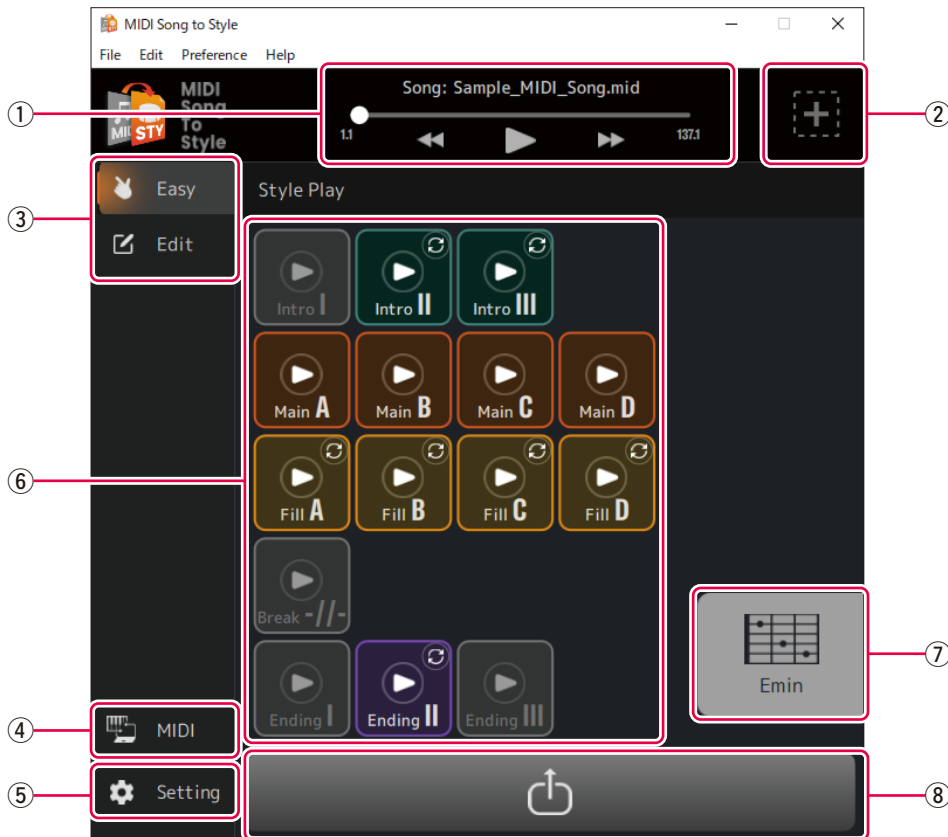 MIDI Song to Style
File Edit Preference Help
MIDI
Song
To
Style
MI STY
Song: Sample_MIDI_Song.mid
1.1 137.1
① ② ③
Easy
Style Play
Edit
Intro I Intro II Intro III
Main A Main B Main C Main D
⑥
Fill A Fill B Fill C Fill D
Break -//-
⑦
Emin
Ending I Ending II Ending III
④ MIDI
⑤ Setting
⑧